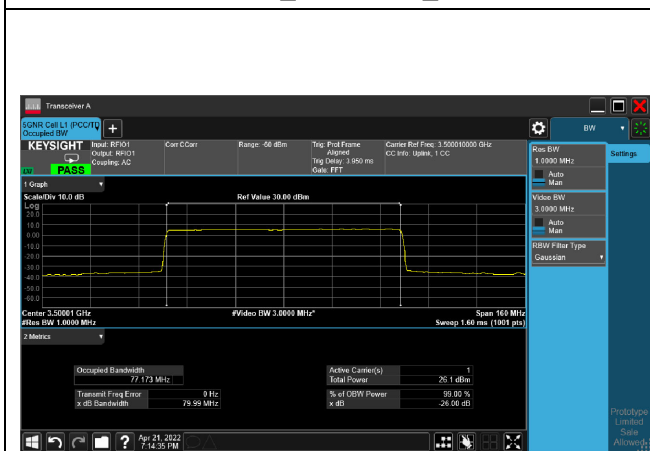 Transceiver A
5GNR Cell L1 (PCC/TD
Occupied BW
BW
KEYSIGHT
Input: RFIO1
Output: RFIO1
Coupling: AC
Corr CCorr
Range: -60 dBm
Trig: Prot Frame
Aligned
Trig Delay: 3.950 ms
Gate: FFT
Carrier Ref Freq: 3.500010000 GHz
CC Info: Uplink, 1 CC
PASS
Res BW
1.0000 MHz
Auto
Man
Settings
Video BW
3.0000 MHz
Auto
Man
RBW Filter Type
Gaussian
1 Graph
Scale/Div 10.0 dB
Ref Value 30.00 dBm
Log
20.0
10.0
0.00
-10.0
-20.0
-30.0
-40.0
-50.0
-60.0
Center 3.50001 GHz
#Video BW 3.0000 MHz*
Span 160 MHz
#Res BW 1.0000 MHz
Sweep 1.60 ms (1001 pts)
2 Metrics
Occupied Bandwidth
77.173 MHz
Active Carrier(s) 1
Total Power 26.1 dBm
Transmit Freq Error 0 Hz
x dB Bandwidth 79.99 MHz
% of OBW Power 99.00 %
x dB -26.00 dB
Prototype
Limited
Sale
Allowed
Apr 21, 2022
7:14:35 PM